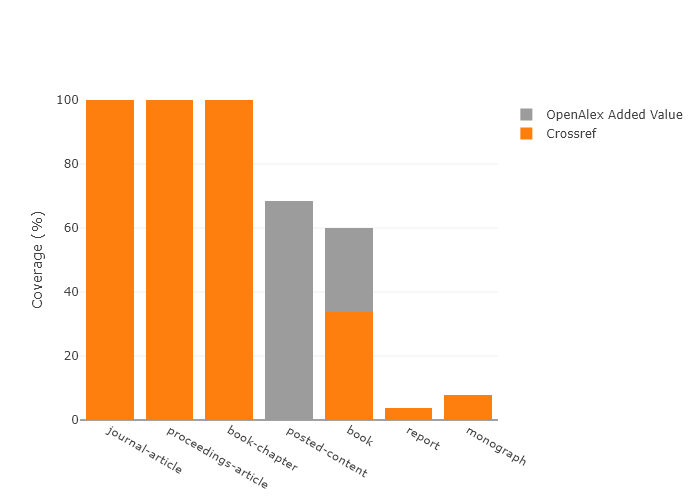 100
80
60
40
20
0
Coverage (%)
journal-article
proceedings-article
book-chapter
posted-content
book
report
monograph
OpenAlex Added Value
Crossref